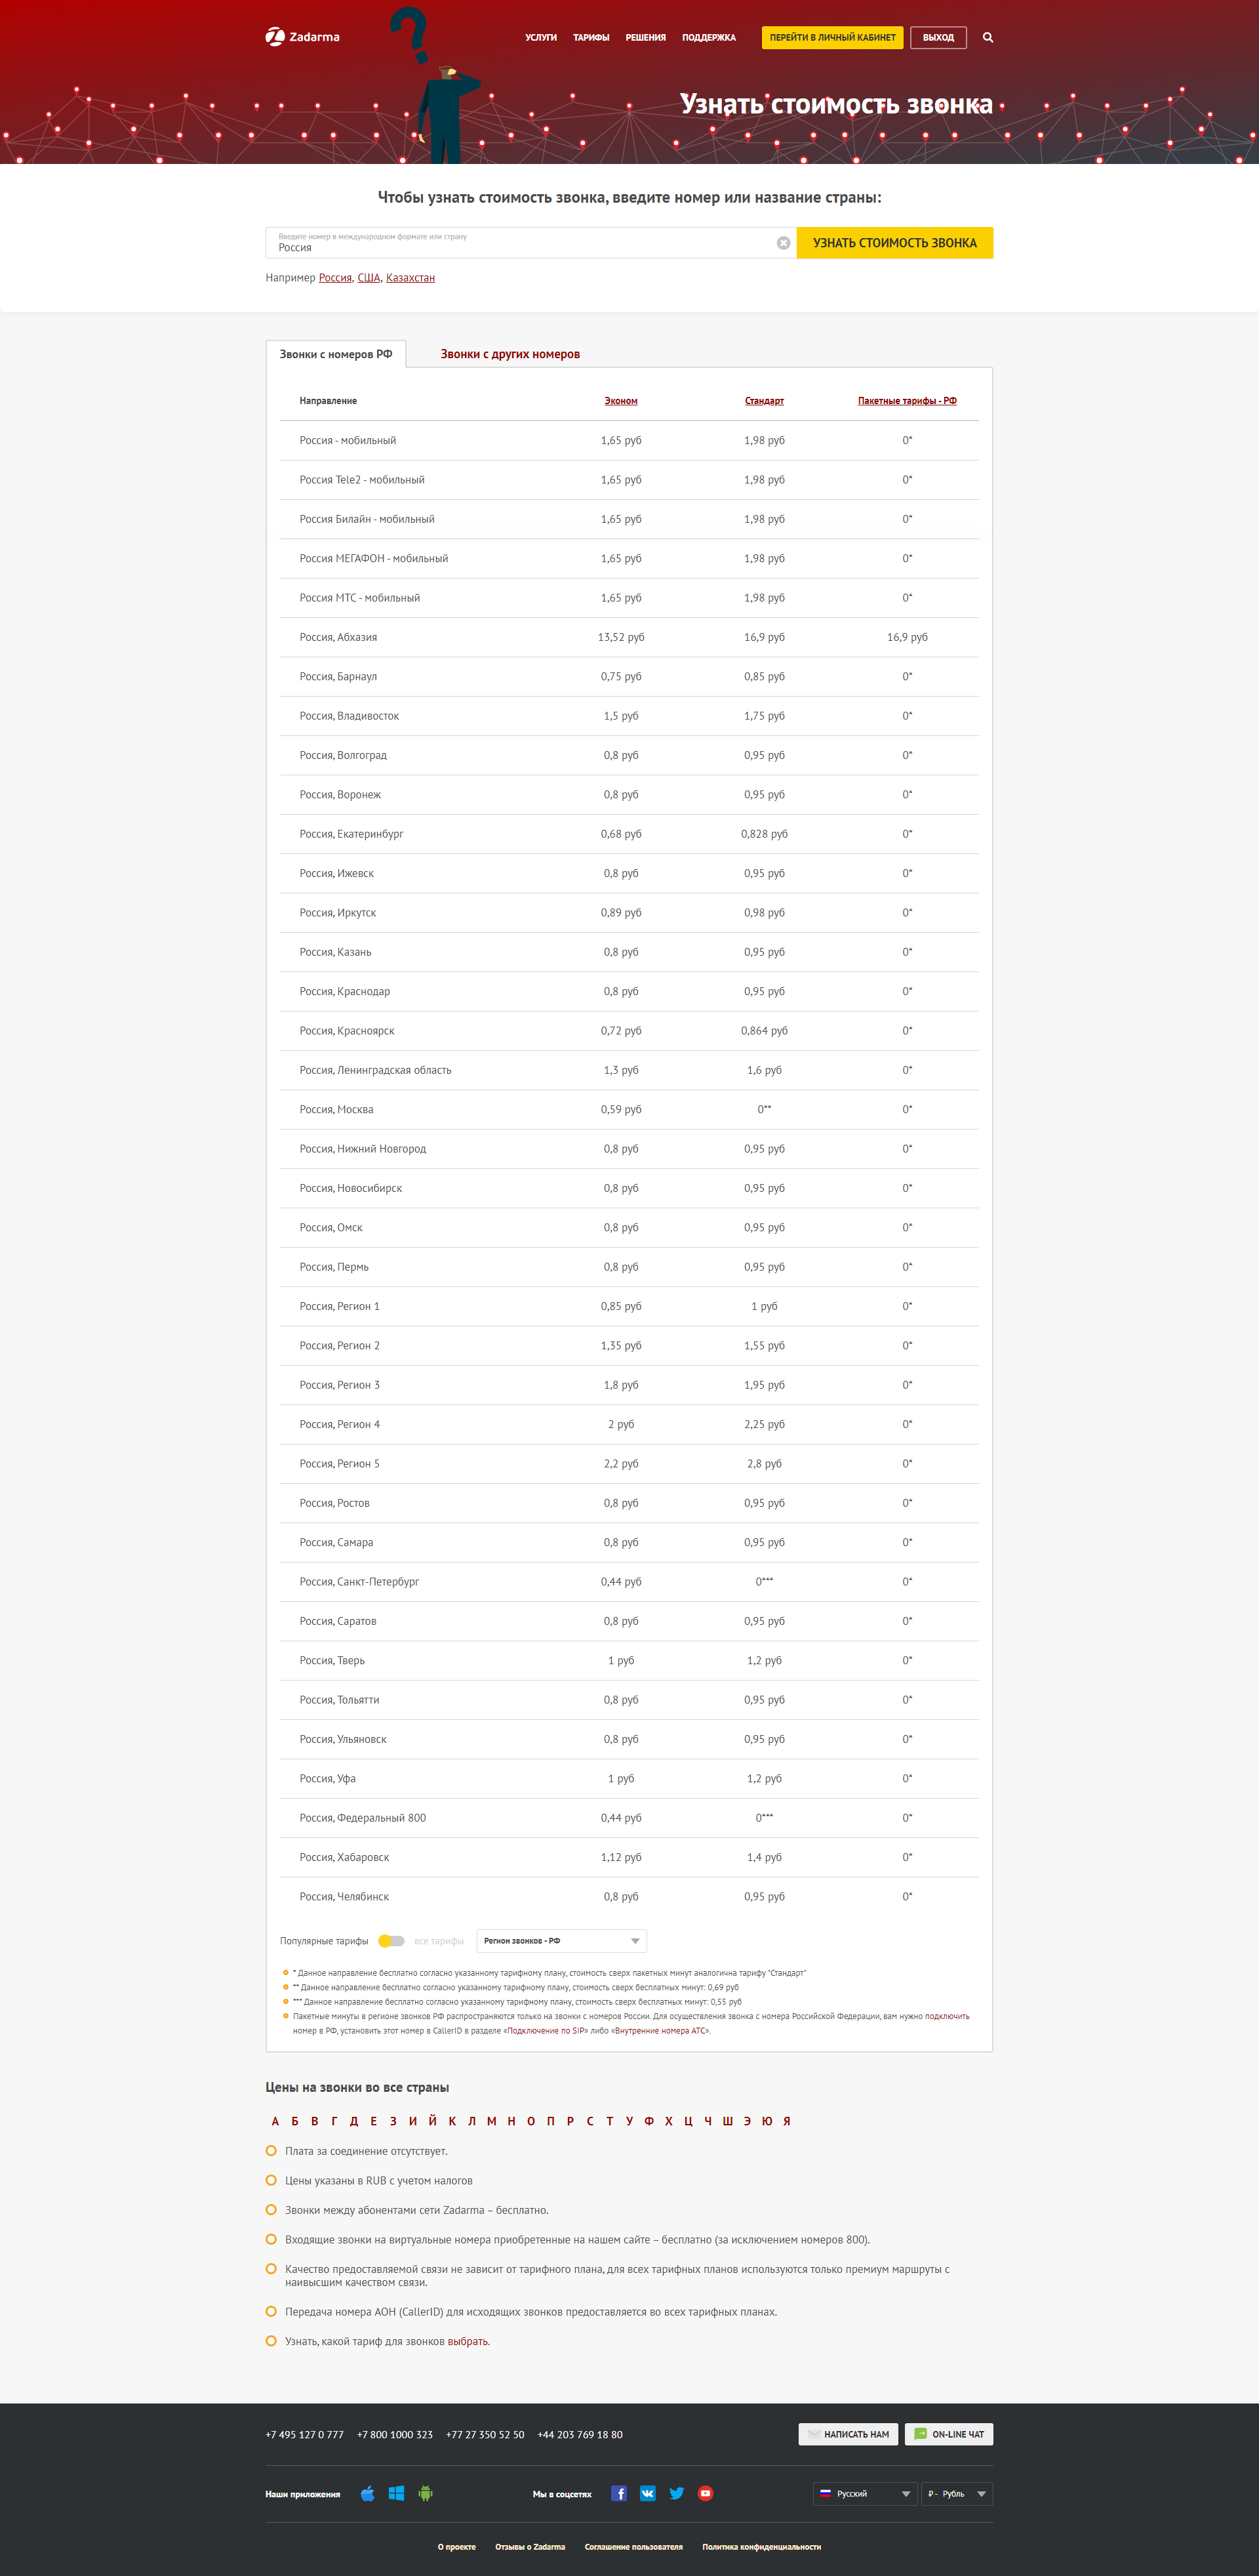 Zadarma
УСЛУГИ ТАРИФЫ РЕШЕНИЯ ПОДДЕРЖКА ПЕРЕЙТИ В ЛИЧНЫЙ КАБИНЕТ ВЫХОД
Узнать стоимость звонка
Чтобы узнать стоимость звонка, введите номер или название страны:
Введите номер в международном формате или страну
Россия
УЗНАТЬ СТОИМОСТЬ ЗВОНКА
Например Россия, США, Казахстан
Звонки с номеров РФ Звонки с других номеров
Направление Эконом Стандарт Пакетные тарифы - РФ
Россия - мобильный 1,65 руб 1,98 руб 0*
Россия Tele2 - мобильный 1,65 руб 1,98 руб 0*
Россия Билайн - мобильный 1,65 руб 1,98 руб 0*
Россия МЕГАФОН - мобильный 1,65 руб 1,98 руб 0*
Россия МТС - мобильный 1,65 руб 1,98 руб 0*
Россия, Абхазия 13,52 руб 16,9 руб 16,9 руб
Россия, Барнаул 0,75 руб 0,85 руб 0*
Россия, Владивосток 1,5 руб 1,75 руб 0*
Россия, Волгоград 0,8 руб 0,95 руб 0*
Россия, Воронеж 0,8 руб 0,95 руб 0*
Россия, Екатеринбург 0,68 руб 0,828 руб 0*
Россия, Ижевск 0,8 руб 0,95 руб 0*
Россия, Иркутск 0,89 руб 0,98 руб 0*
Россия, Казань 0,8 руб 0,95 руб 0*
Россия, Краснодар 0,8 руб 0,95 руб 0*
Россия, Красноярск 0,72 руб 0,864 руб 0*
Россия, Ленинградская область 1,3 руб 1,6 руб 0*
Россия, Москва 0,59 руб 0** 0*
Россия, Нижний Новгород 0,8 руб 0,95 руб 0*
Россия, Новосибирск 0,8 руб 0,95 руб 0*
Россия, Омск 0,8 руб 0,95 руб 0*
Россия, Пермь 0,8 руб 0,95 руб 0*
Россия, Регион 1 0,85 руб 1 руб 0*
Россия, Регион 2 1,35 руб 1,55 руб 0*
Россия, Регион 3 1,8 руб 1,95 руб 0*
Россия, Регион 4 2 руб 2,25 руб 0*
Россия, Регион 5 2,2 руб 2,8 руб 0*
Россия, Ростов 0,8 руб 0,95 руб 0*
Россия, Самара 0,8 руб 0,95 руб 0*
Россия, Санкт-Петербург 0,44 руб 0*** 0*
Россия, Саратов 0,8 руб 0,95 руб 0*
Россия, Тверь 1 руб 1,2 руб 0*
Россия, Тольятти 0,8 руб 0,95 руб 0*
Россия, Ульяновск 0,8 руб 0,95 руб 0*
Россия, Уфа 1 руб 1,2 руб 0*
Россия, Федеральный 800 0,44 руб 0*** 0*
Россия, Хабаровск 1,12 руб 1,4 руб 0*
Россия, Челябинск 0,8 руб 0,95 руб 0*
Популярные тарифы все тарифы Регион звонков - РФ
* Данное направление бесплатно согласно указанному тарифному плану, стоимость сверх пакетных минут аналогична тарифу "Стандарт"
** Данное направление бесплатно согласно указанному тарифному плану, стоимость сверх бесплатных минут: 0,69 руб
*** Данное направление бесплатно согласно указанному тарифному плану, стоимость сверх бесплатных минут: 0,55 руб
Пакетные минуты в регионе звонков РФ распространяются только на звонки с номеров России. Для осуществления звонка с номера Российской Федерации, вам нужно подключить
номер в РФ, установить этот номер в CallerID в разделе «Подключение по SIP» либо «Внутренние номера АТС».
Цены на звонки во все страны
А Б В Г Д Е З И Й К Л М Н О П Р С Т У Ф Х Ц Ч Ш Э Ю Я
Плата за соединение отсутствует.
Цены указаны в RUB с учетом налогов
Звонки между абонентами сети Zadarma – бесплатно.
Входящие звонки на виртуальные номера приобретенные на нашем сайте – бесплатно (за исключением номеров 800).
Качество предоставляемой связи не зависит от тарифного плана, для всех тарифных планов используются только премиум маршруты с
наивысшим качеством связи.
Передача номера АОН (CallerID) для исходящих звонков предоставляется во всех тарифных планах.
Узнать, какой тариф для звонков выбрать.
+7 495 127 0 777 +7 800 1000 323 +77 27 350 52 50 +44 203 769 18 80 НАПИСАТЬ НАМ ON-LINE ЧАТ
Наши приложения Мы в соцсетях Русский ₽ - Рубль
О проекте Отзывы о Zadarma Соглашение пользователя Политика конфиденциальности